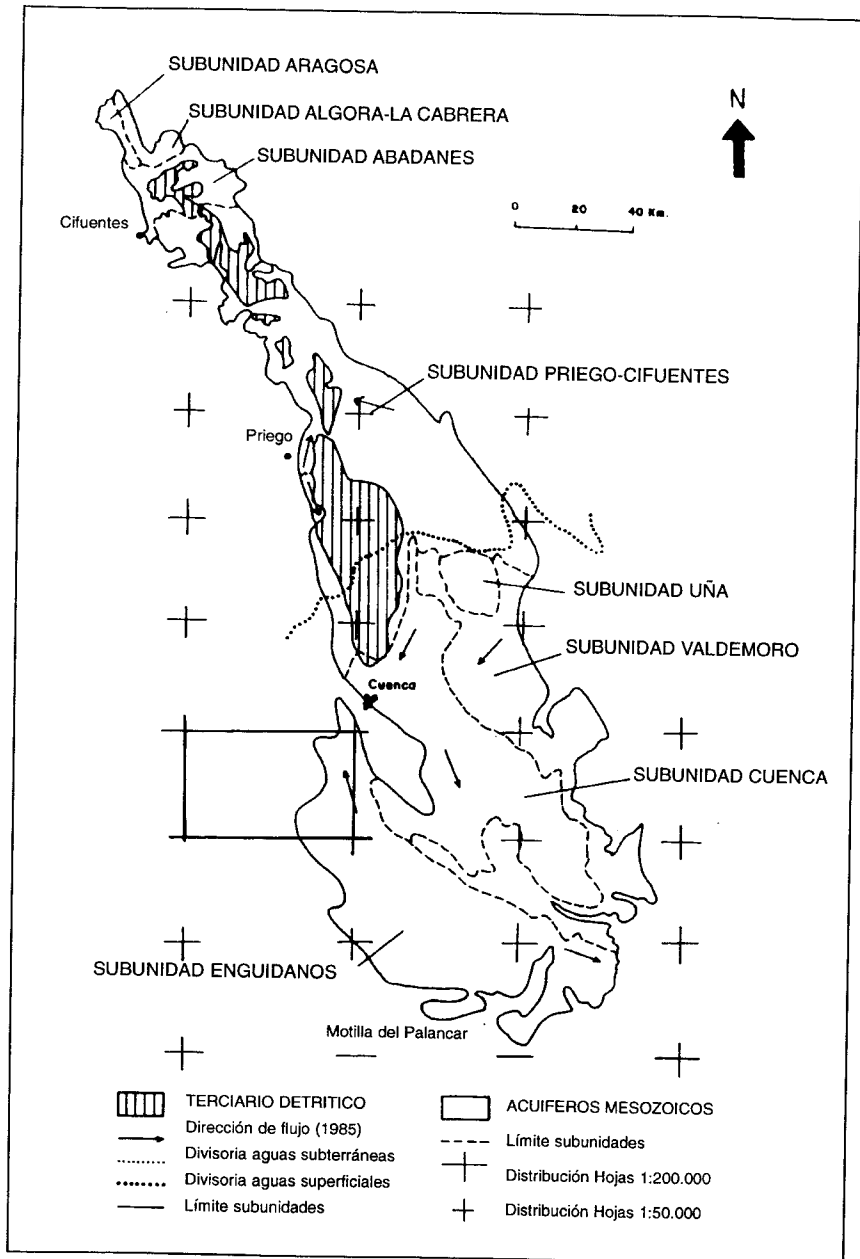 SUBUNIDAD ARAGOSA
SUBUNIDAD ALGORA-LA CABRERA
SUBUNIDAD ABADANES
N
0 20 40 Km.
Cifuentes
SUBUNIDAD PRIEGO-CIFUENTES
Priego
SUBUNIDAD UÑA
SUBUNIDAD VALDEMORO
Cuenca
SUBUNIDAD CUENCA
SUBUNIDAD ENGUIDANOS
Motilla del Palancar
TERCIARIO DETRITICO
Dirección de flujo (1985)
Divisoria aguas subterráneas
Divisoria aguas superficiales
Límite subunidades
ACUIFEROS MESOZOICOS
Límite subunidades
Distribución Hojas 1:200.000
Distribución Hojas 1:50.000